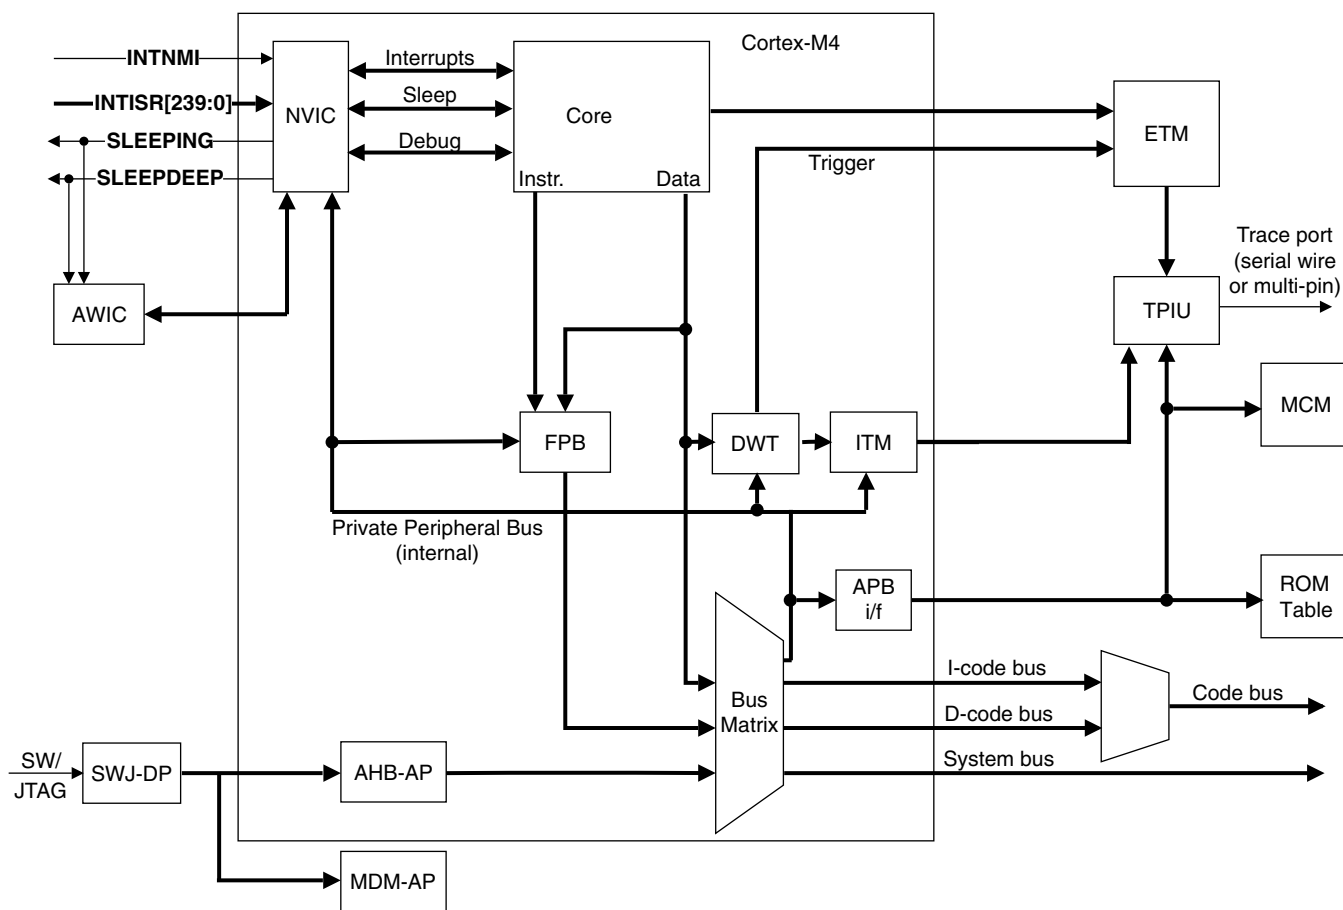 Cortex-M4
INTNMI
INTISR[239:0]
SLEEPING
SLEEPDEEP
NVIC
Interrupts
Sleep
Debug
Core
Instr.
Data
ETM
Trigger
Trace port
(serial wire
or multi-pin)
AWIC
TPIU
MCM
FPB
DWT
ITM
Private Peripheral Bus
(internal)
APB
i/f
ROM
Table
Bus
Matrix
I-code bus
D-code bus
System bus
Code bus
SW/
JTAG
SWJ-DP
AHB-AP
MDM-AP